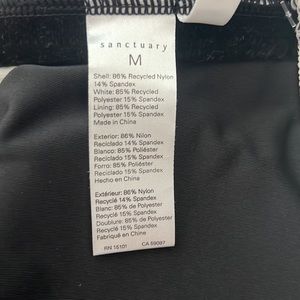 sanctuary
M
Shell: 86% Recycled Nylon
14% Spandex
White: 85% Recycled
Polyester 15% Spandex
Lining: 85% Recycled
Polyester 15% Spandex
Made in China
Exterior: 86% Nilon
Reciclado 14% Spandex
Blanco: 85% Poliéster
Reciclado 15% Spandex
Forro: 85% Poliéster
Reciclado 15% Spandex
Hecho en China
Extérieur: 86% Nylon
Recyclé 14% Spandex
Blanc: 85% de Polyester
Recyclé 15% Spandex
Doublure: 85% de Polyester
Recyclé 15% Spandex
Fabriqué en China
RN 15101 CA 69097